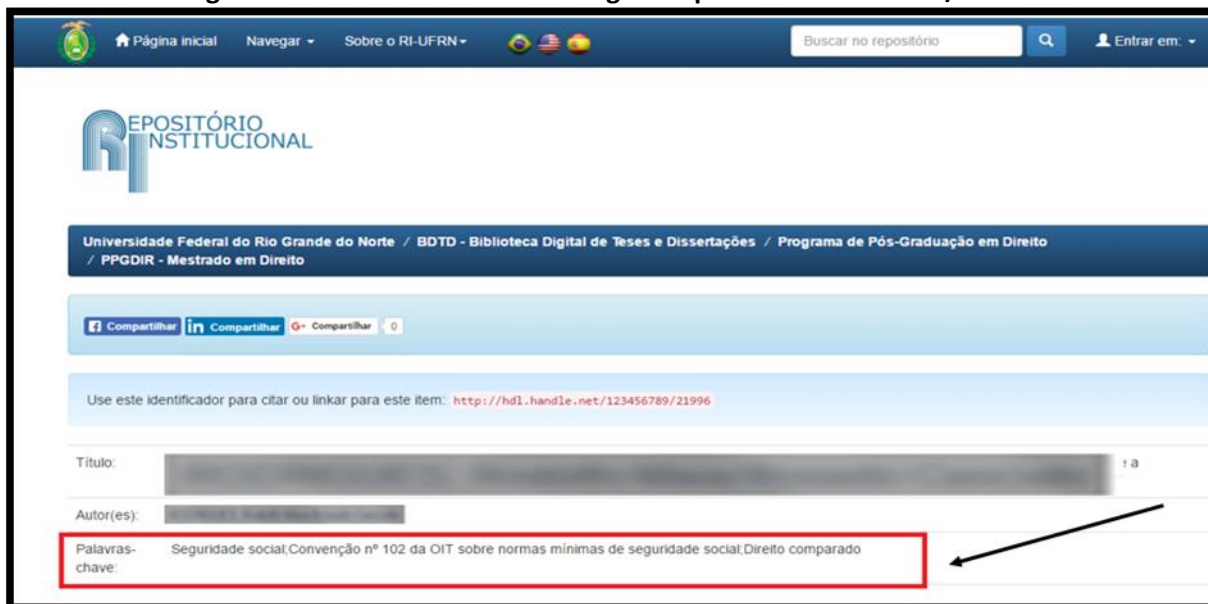 Página inicial Navegar Sobre o RI-UFRN Buscar no repositório Entrar em:
REPOSITÓRIO
INSTITUCIONAL
Universidade Federal do Rio Grande do Norte / BDTD - Biblioteca Digital de Teses e Dissertações / Programa de Pós-Graduação em Direito
/ PPGDIR - Mestrado em Direito
Compartilhar in Compartilhar G+ Compartilhar 0
Use este identificador para citar ou linkar para este item: http://hdl.handle.net/123456789/21996
Título: a
Autor(es):
Palavras- Seguridade social;Convenção nº 102 da OIT sobre normas mínimas de seguridade social;Direito comparado
chave: